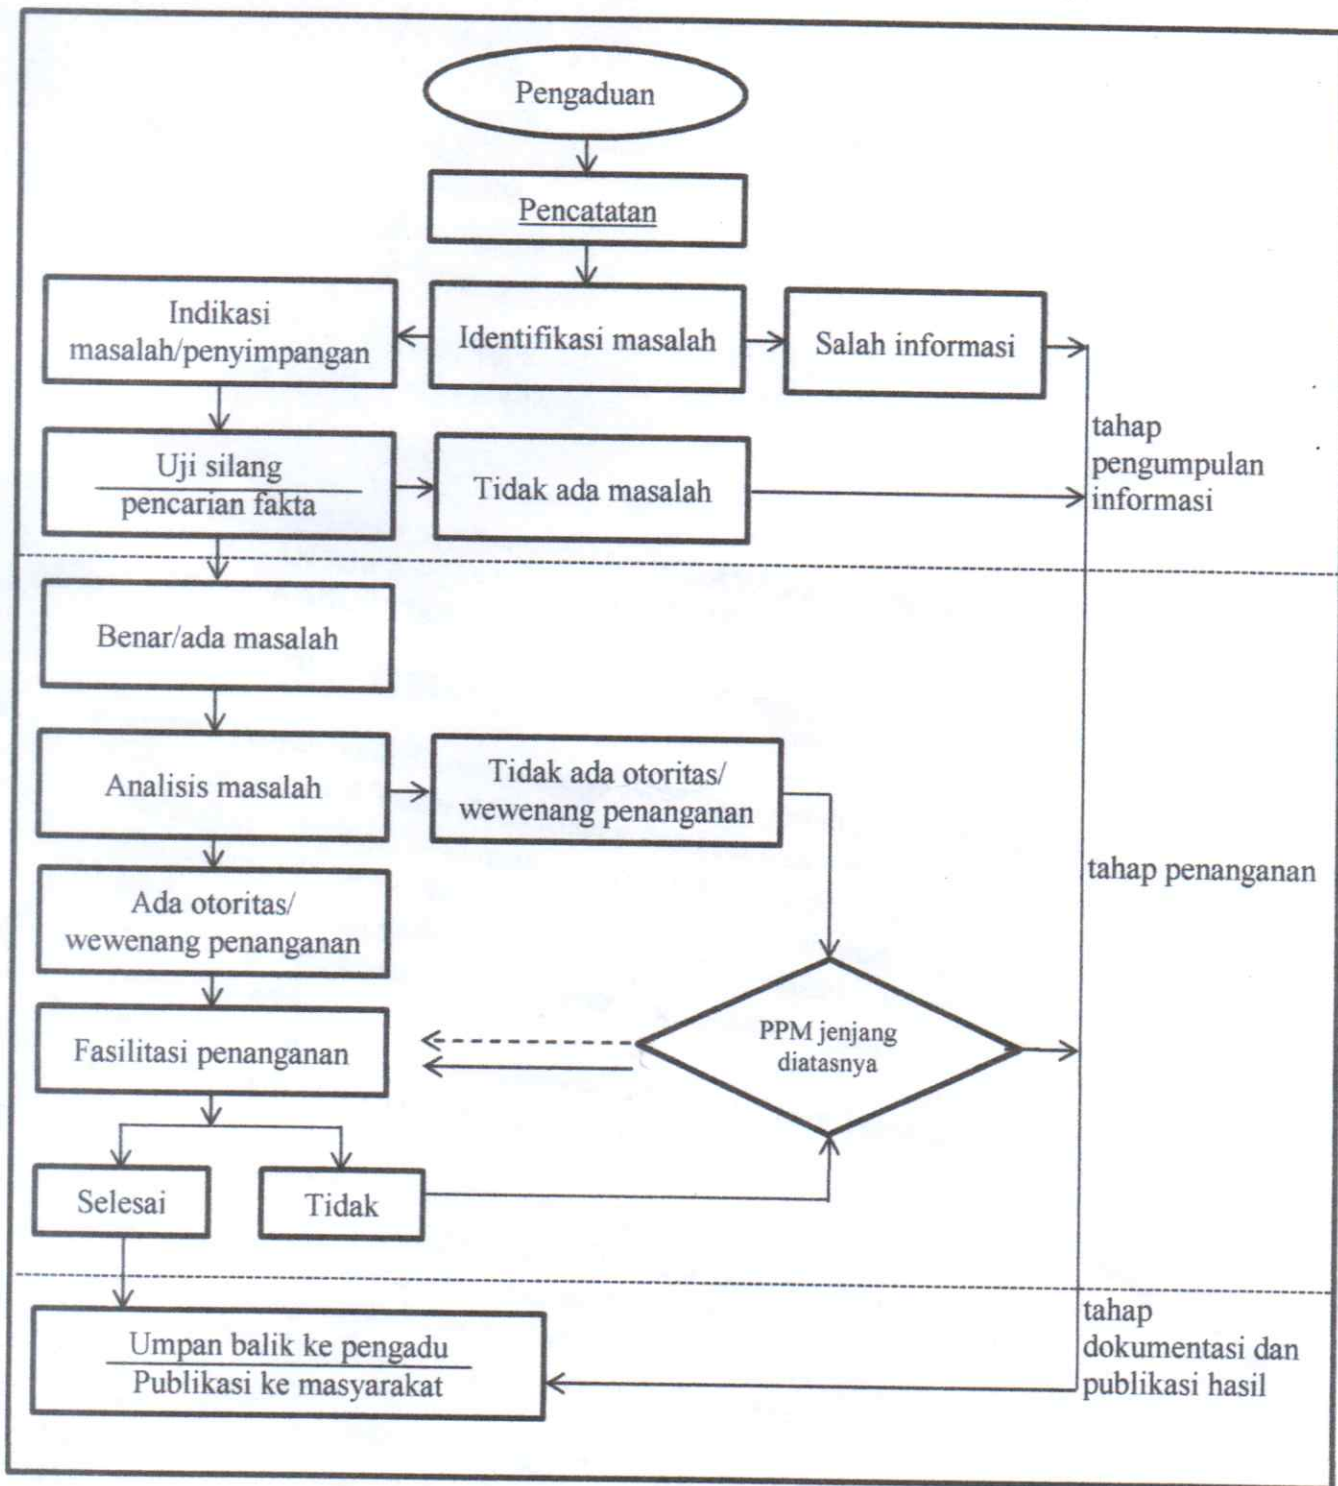 Pengaduan
Pencatatan
Indikasi
masalah/penyimpangan
Identifikasi masalah
Salah informasi
Uji silang
pencarian fakta
Tidak ada masalah
tahap
pengumpulan
informasi
Benar/ada masalah
Analisis masalah
Tidak ada otoritas/
wewenang penanganan
tahap penanganan
Ada otoritas/
wewenang penanganan
Fasilitasi penanganan
PPM jenjang
diatasnya
Selesai
Tidak
Umpan balik ke pengadu
Publikasi ke masyarakat
tahap
dokumentasi dan
publikasi hasil